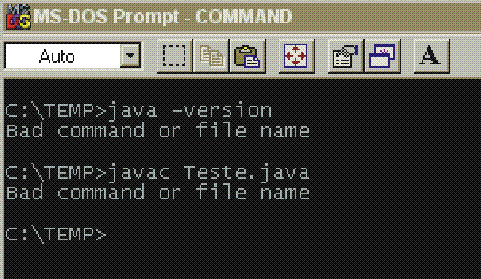 MS-DOS Prompt - COMMAND
Auto
A
C:\TEMP>java -version
Bad command or file name
C:\TEMP>javac Teste.java
Bad command or file name
C:\TEMP>